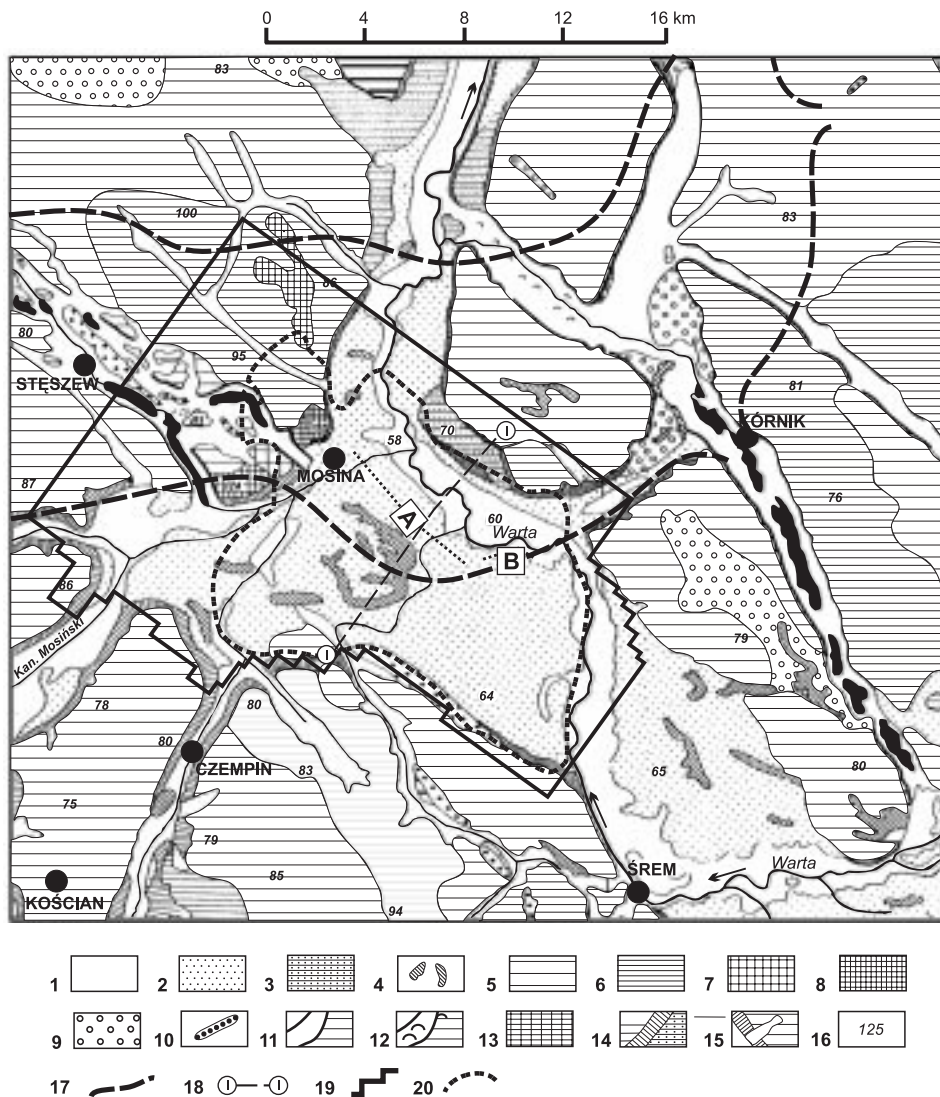 0 4 8 12 16 km
83
100
83
86
80
95
81
STĘSZEW
KÓRNIK
58
70
I
MOSINA
87
76
A
60
Warta
B
86
79
Kan. Mosiński
I
78
64
80
80
65
80
CZEMPIN
83
75
79
85
ŚREM
Warta
KOŚCIAN
94
1 2 3 4 5 6 7 8
9 10 11 12 13 14 15 16 125
17 18 I I 19 20